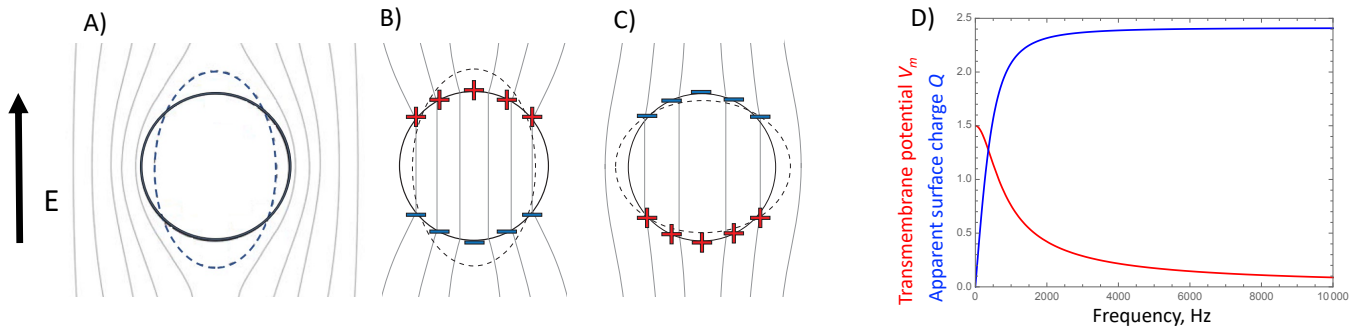 A)
B)
C)
D)
E
Transmembrane potential Vm
Apparent surface charge Q
2.5
2.0
1.5
1.0
0.5
0.0
0
2000
4000
6000
8000
10000
Frequency, Hz